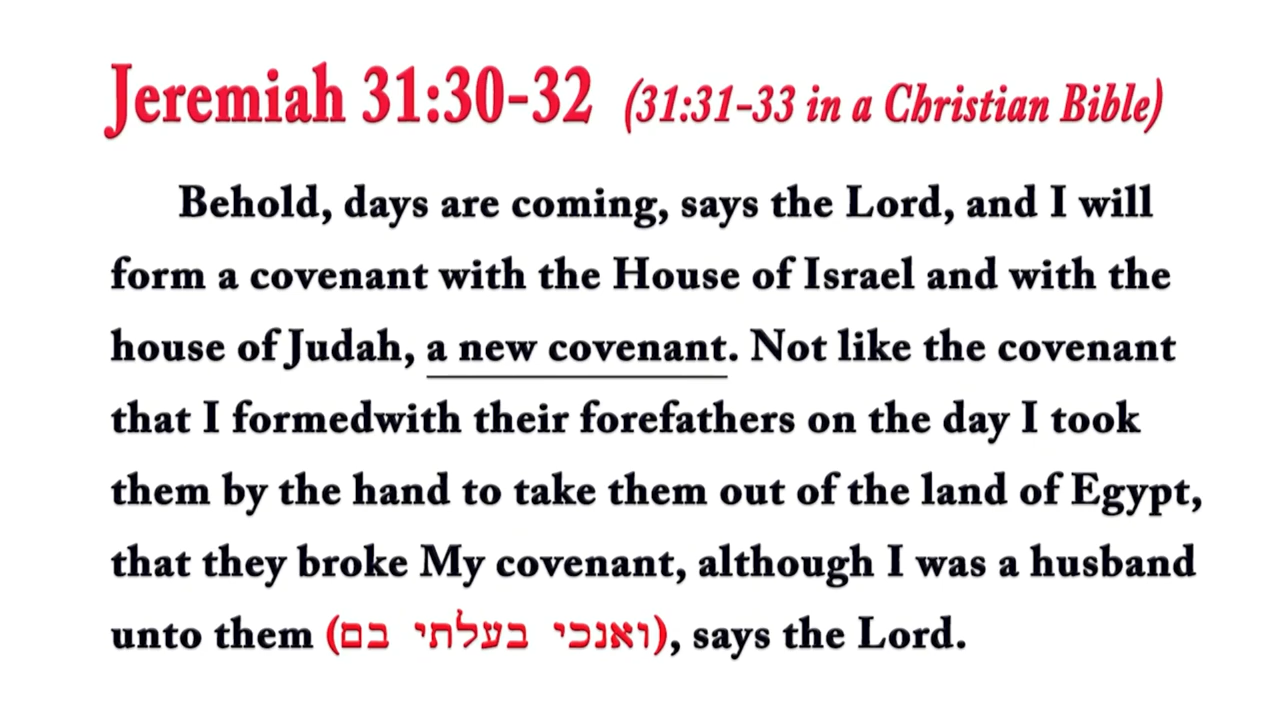 Jeremiah 31:30-32 (31:31-33 in a Christian Bible)
Behold, days are coming, says the Lord, and I will
form a covenant with the House of Israel and with the
house of Judah, a new covenant. Not like the covenant
that I formedwith their forefathers on the day I took
them by the hand to take them out of the land of Egypt,
that they broke My covenant, although I was a husband
unto them (ואנכי בעלתי בם), says the Lord.